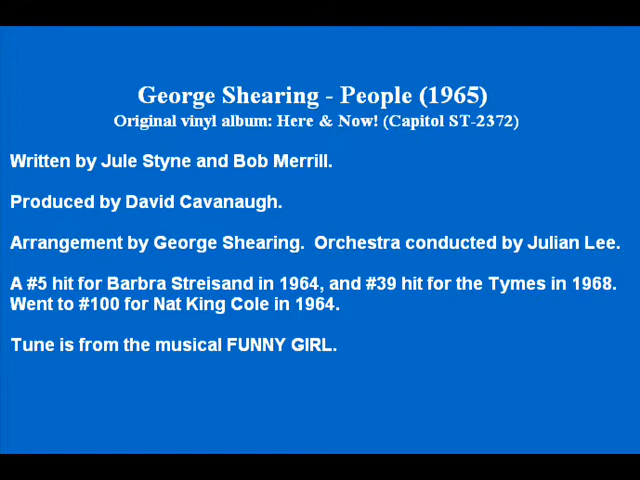 George Shearing - People (1965)
Original vinyl album: Here & Now! (Capitol ST-2372)
Written by Jule Styne and Bob Merrill.
Produced by David Cavanaugh.
Arrangement by George Shearing.  Orchestra conducted by Julian Lee.
A #5 hit for Barbra Streisand in 1964, and #39 hit for the Tymes in 1968.
Went to #100 for Nat King Cole in 1964.
Tune is from the musical FUNNY GIRL.